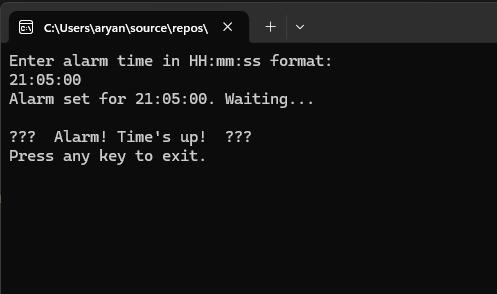 C:\Users\aryan\source\repos\
Enter alarm time in HH:mm:ss format:
21:05:00
Alarm set for 21:05:00. Waiting...
???  Alarm! Time's up!  ???
Press any key to exit.